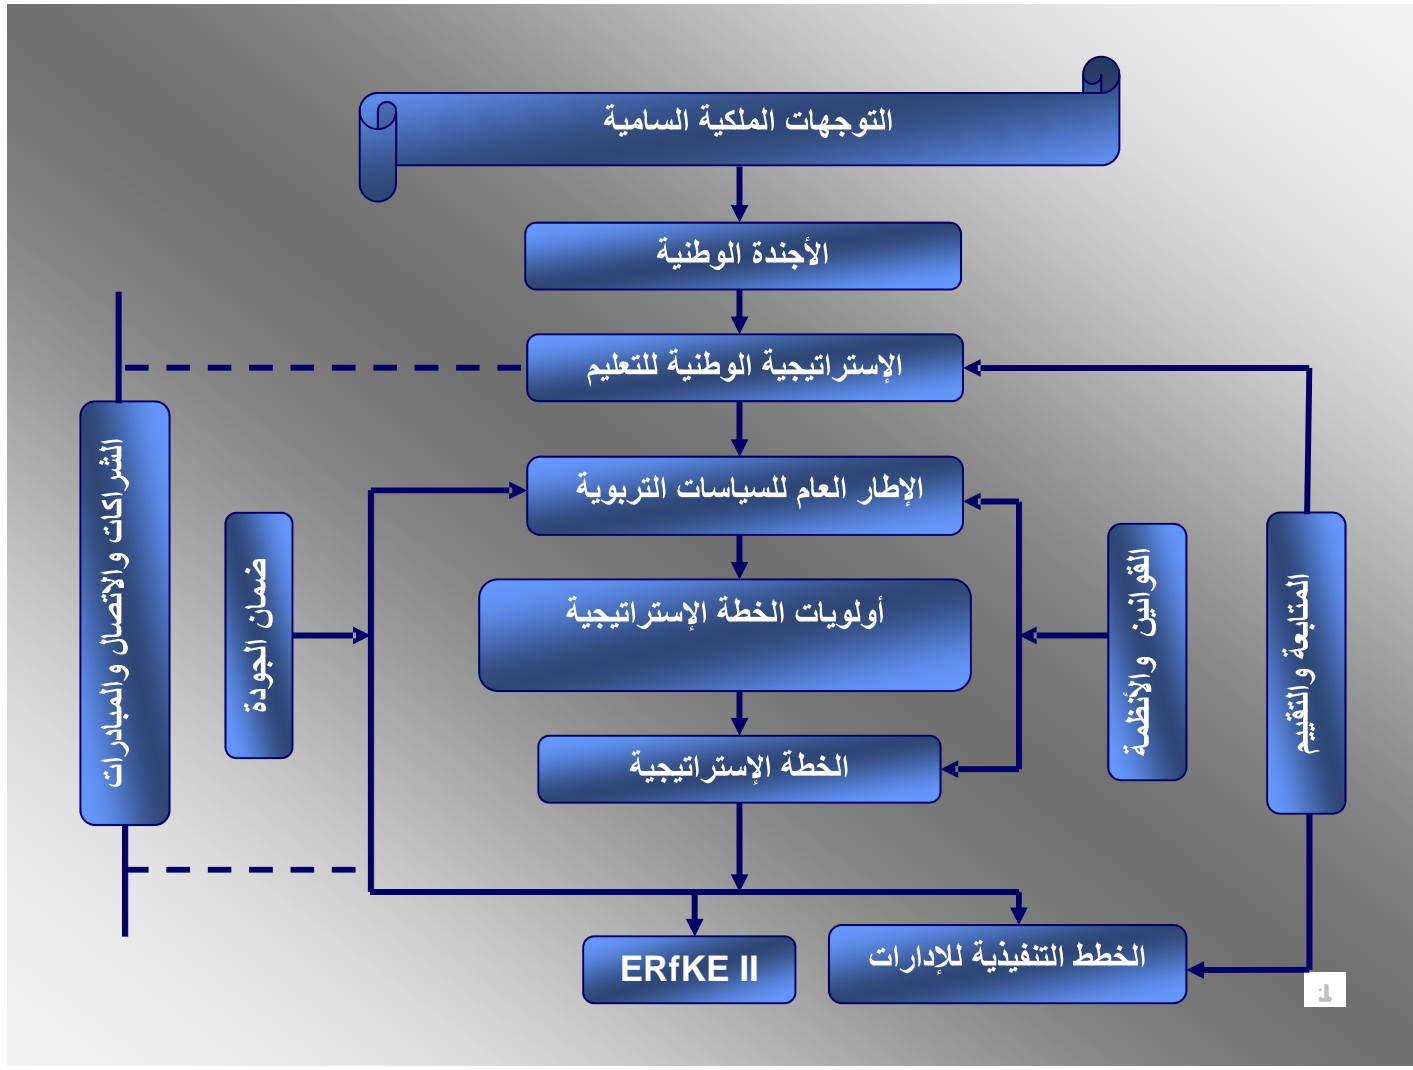 التوجهات الملكية السامية
الأجندة الوطنية
الإستراتيجية الوطنية للتعليم
الإطار العام للسياسات التربوية
أولويات الخطة الإستراتيجية
الخطة الإستراتيجية
القوانين والأنظمة
المتابعة والتقييم
ضمان الجودة
الشراكات والاتصال والمبادرات
الخطط التنفيذية للإدارات
ERfKE II